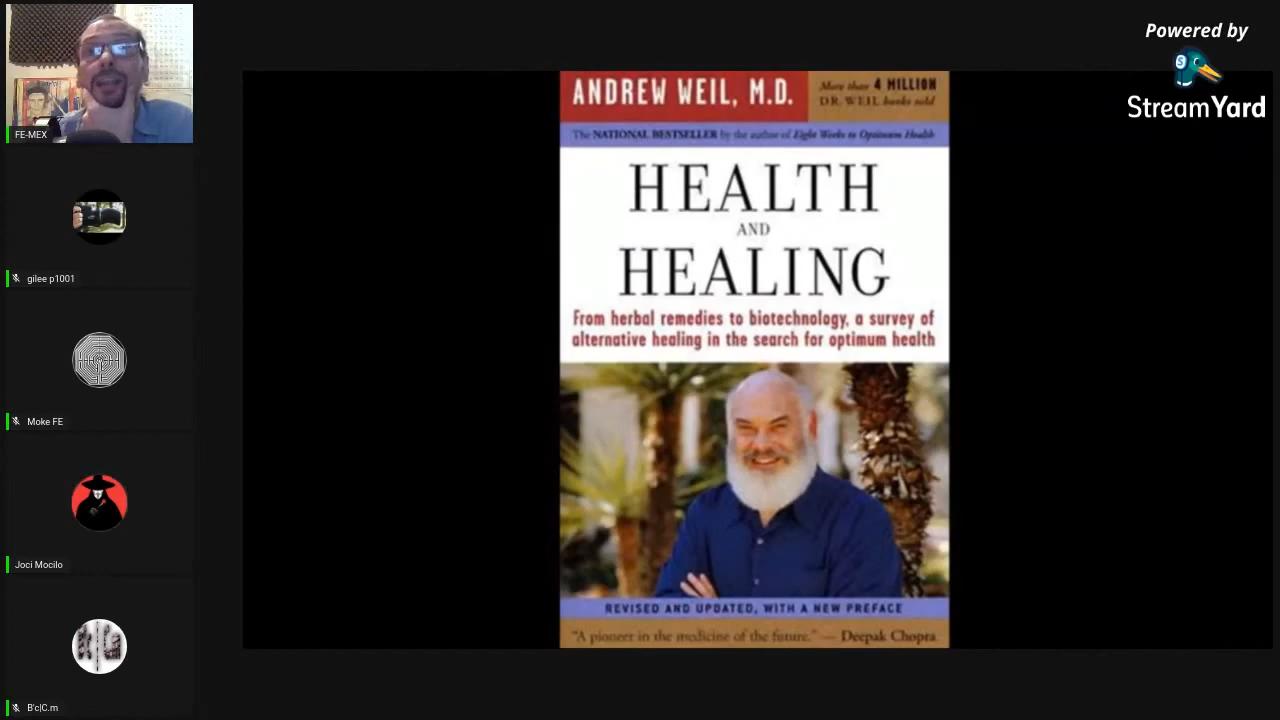 FE-MEX
gilee p1001
Moke FE
Joci Mocilo
B'c|C.m
ANDREW WEIL, M.D.
More than 4 MILLION
DR. WEIL books sold
The NATIONAL BESTSELLER by the author of Eight Weeks to Optimum Health
HEALTH
AND
HEALING
From herbal remedies to biotechnology, a survey of
alternative healing in the search for optimum health
REVISED AND UPDATED, WITH A NEW PREFACE
"A pioneer in the medicine of the future." — Deepak Chopra
Powered by
S
StreamYard